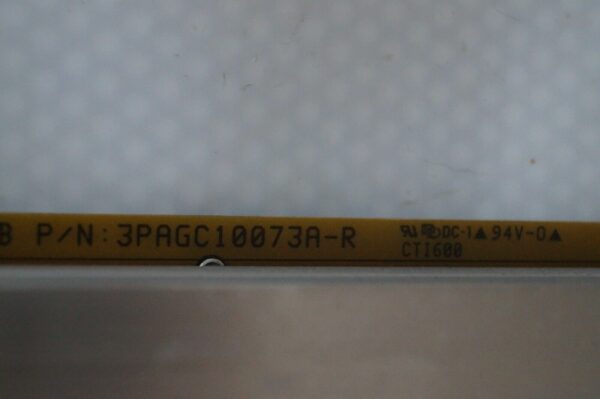 B P/N:3PAGC10073A-R
DC-1▲94V-0▲
CTI600